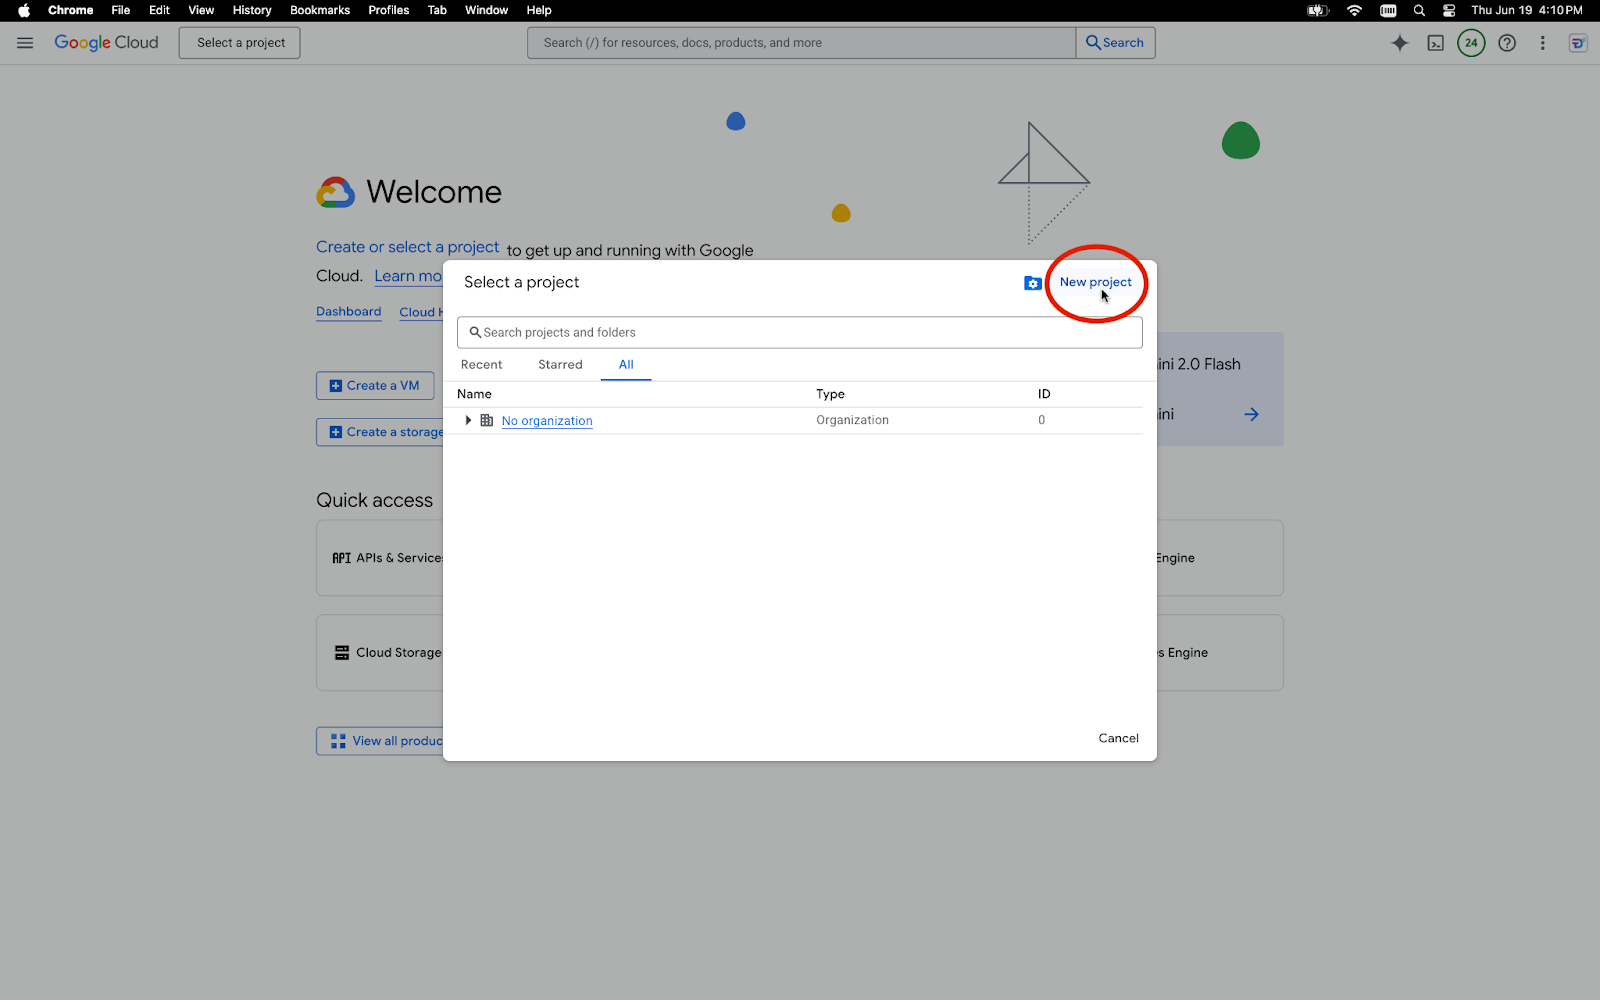 Chrome File Edit View History Bookmarks Profiles Tab Window Help Thu Jun 19 4:10 PM
Google Cloud Select a project Search (/) for resources, docs, products, and more Search 24
Welcome
Create or select a project to get up and running with Google
Cloud. Learn mo
Dashboard Cloud H
Select a project New project
Search projects and folders
Recent Starred All
Name Type ID
No organization Organization 0
ini 2.0 Flash
ini
Create a VM
Create a storage
Quick access
API APIs & Services
Engine
Cloud Storage
s Engine
View all produc
Cancel